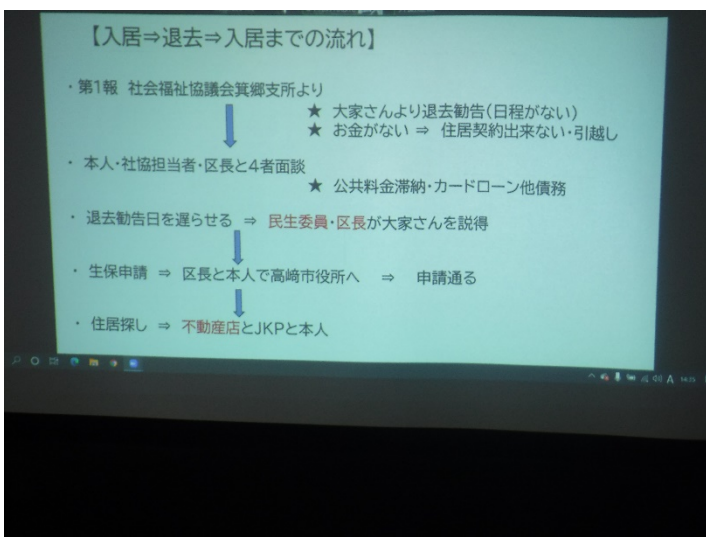 【入居⇒退去⇒入居までの流れ】
・第1報 社会福祉協議会箕郷支所より
★ 大家さんより退去勧告(日程がない)
★ お金がない ⇒ 住居契約出来ない・引越し
・本人・社協担当者・区長と4者面談
★ 公共料金滞納・カードローン他債務
・退去勧告日を遅らせる ⇒ 民生委員・区長が大家さんを説得
・生保申請 ⇒ 区長と本人で高崎市役所へ ⇒ 申請通る
・住居探し ⇒ 不動産店とJKPと本人
A 14:25